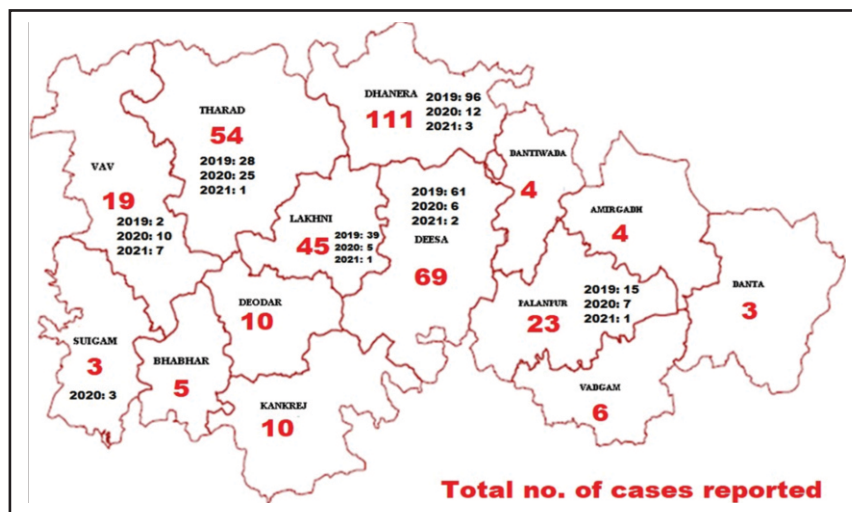 DHANERA
111
2019: 96
2020: 12
2021: 3
THARAD
54
2019: 28
2020: 25
2021: 1
VAV
19
2019: 2
2020: 10
2021: 7
LAKHNI
45
2019: 39
2020: 5
2021: 1
2019: 61
2020: 6
2021: 2
DEESA
69
DANTIWADA
4
AMIRGABH
4
DANTA
3
PALANPUR
23
2019: 15
2020: 7
2021: 1
DEODAR
10
SUIGAM
3
2020: 3
BHABHAR
5
KANKREJ
10
VADGAM
6
Total no. of cases reported